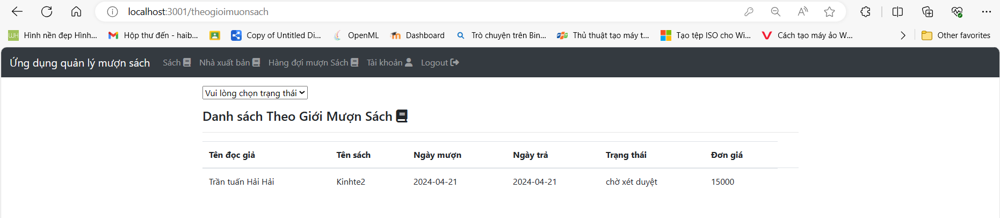 localhost:3001/theogioimuonsach
Hình nền đẹp Hình... Hộp thư đến - haib... Copy of Untitled Di... OpenML Dashboard Trò chuyện trên Bin... Thủ thuật tạo máy t... Tạo tệp ISO cho Wi... Cách tạo máy ảo W... Other favorites
Ứng dụng quản lý mượn sách Sách Nhà xuất bản Hàng đợi mượn Sách Tài khoản Logout
Vui lòng chọn trạng thái
Danh sách Theo Giới Mượn Sách
Tên đọc giả Tên sách Ngày mượn Ngày trả Trạng thái Đơn giá
Trần tuấn Hải Hải Kinhte2 2024-04-21 2024-04-21 chờ xét duyệt 15000